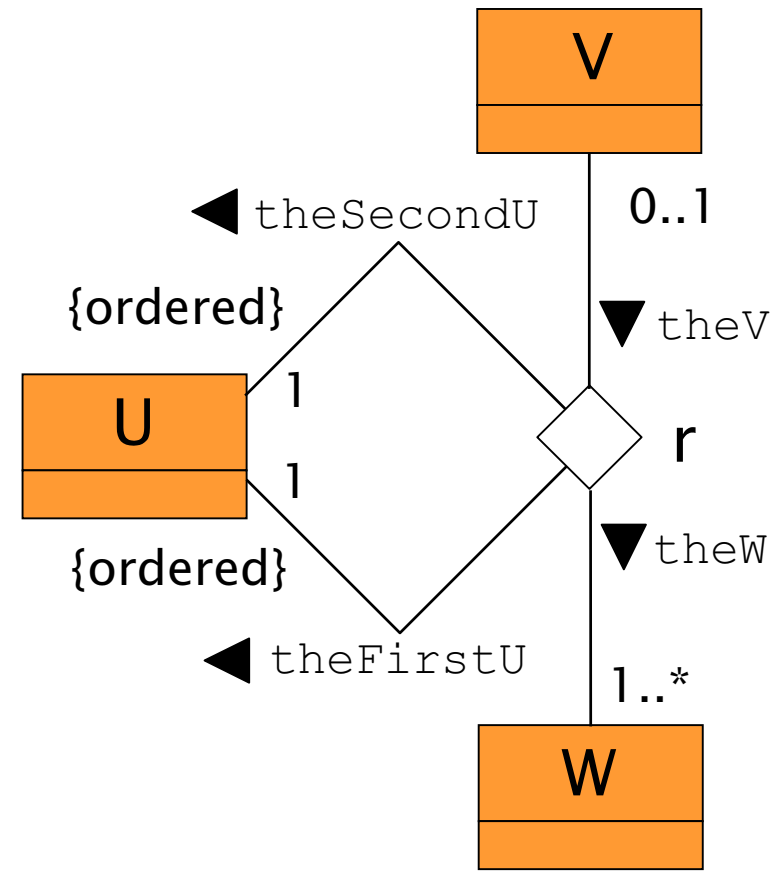 V
0..1
theSecondU
{ordered}
theV
1
U
r
1
theW
{ordered}
theFirstU
1..*
W